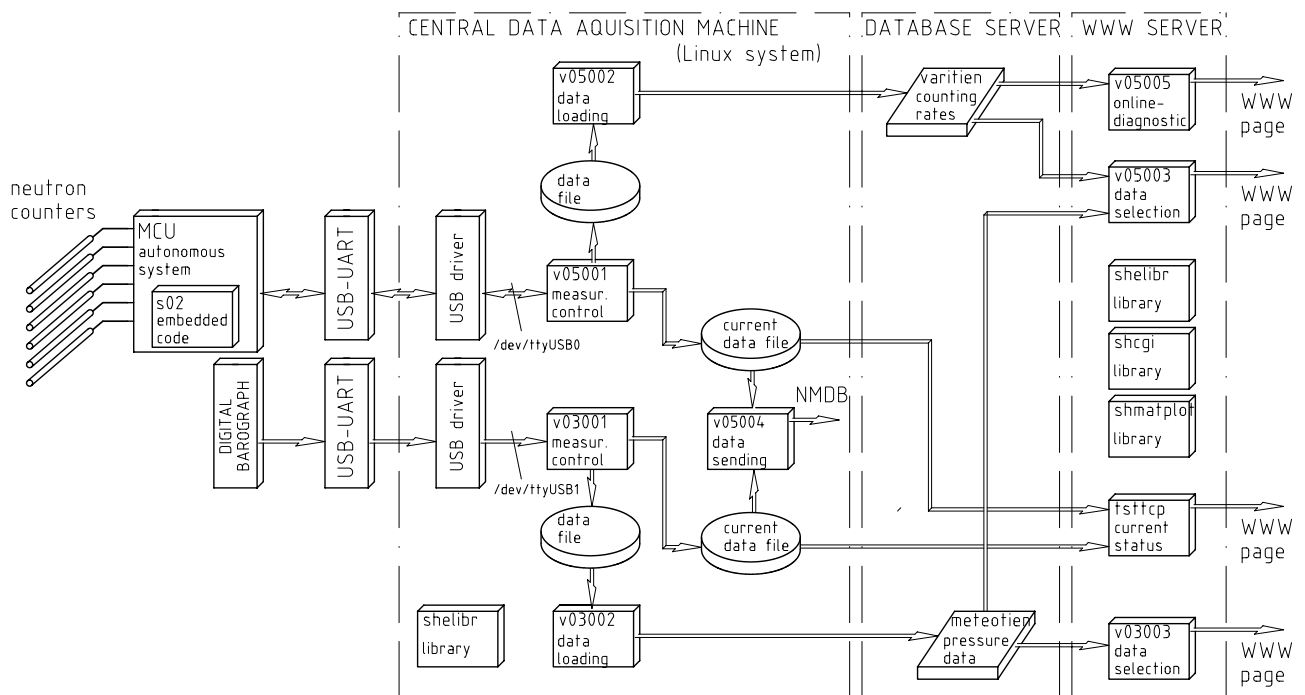 CENTRAL DATA AQUISITION MACHINE
(Linux system)
DATABASE SERVER
WWW SERVER
v05002
data
loading
varitien
counting
rates
v05005
online-
diagnostic
WWW
page
data
file
v05003
data
selection
WWW
page
neutron
counters
MCU
autonomous
system
s02
embedded
code
USB-UART
USB driver
/dev/ttyUSB0
v05001
measur.
control
current
data file
shelibr
library
shcgi
library
shmatplot
library
DIGITAL
BAROGRAPH
USB-UART
USB driver
/dev/ttyUSB1
v03001
measur.
control
v05004
data
sending
NMDB
data
file
current
data file
tsttcp
current
status
WWW
page
shelibr
library
v03002
data
loading
meteotien
pressure
data
v03003
data
selection
WWW
page